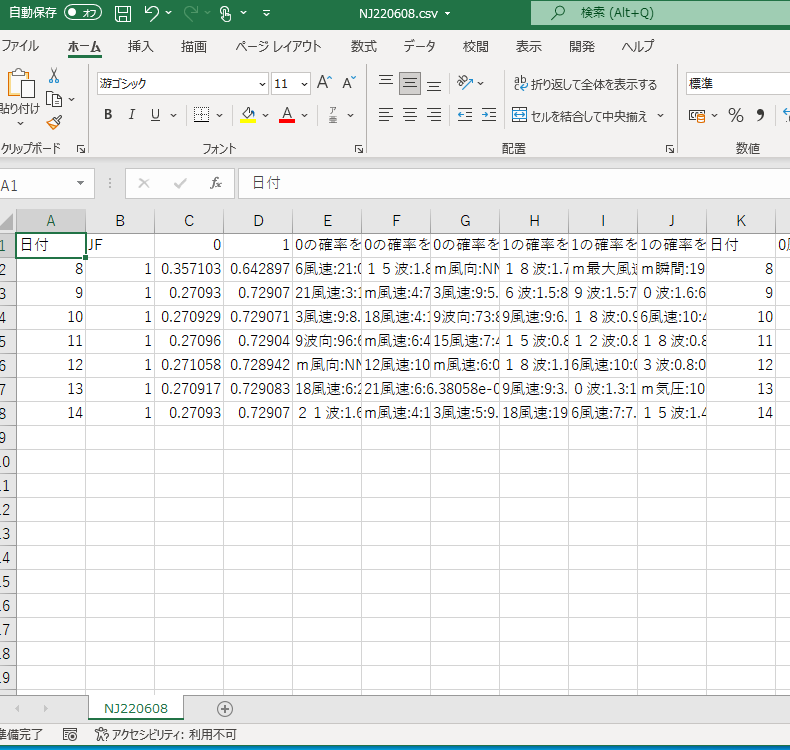 自動保存 オフ NJ220608.csv 検索 (Alt+Q)
ファイル ホーム 挿入 描画 ページ レイアウト 数式 データ 校閲 表示 開発 ヘルプ
貼り付け 游ゴシック 11 A A ab 折り返して全体を表示する 標準
B I U A ア亜 セルを結合して中央揃え % 9
クリップボード フォント 配置 数値
A1 fx 日付
A B C D E F G H I J K
1 日付 JF 0 1 0の確率を 0の確率を 0の確率を 1の確率を 1の確率を 1の確率を 日付
2 8 1 0.357103 0.642897 6風速:21:0 15波:1.8 m風向:NN 18波:1.7 m最大風速 m瞬間:19 8
3 9 1 0.27093 0.72907 21風速:3:1 m風速:4:7 3風速:9:5. 6波:1.5:8 9波:1.5:7 0波:1.6:6 9
4 10 1 0.270929 0.729071 3風速:9:8. 18風速:4:1 9波向:73:8 9風速:9:6. 18波:0.9 6風速:10:4 10
5 11 1 0.27096 0.72904 9波向:96:6 m風速:6:4 15風速:7:4 15波:0.8 12波:0.8 18波:0.8 11
6 12 1 0.271058 0.728942 m風向:NN 12風速:10 m風速:6:0 18波:1.1 6風速:10:0 3波:0.8:0 12
7 13 1 0.270917 0.729083 18風速:6:2 21風速:6:6.38058e-0 9風速:9:3. 0波:1.3:1 m気圧:10 13
8 14 1 0.27093 0.72907 21波:1.6 m風速:4:1 3風速:5:9. 18風速:19 6風速:7:7. 15波:1.4 14
9
10
11
12
13
14
15
16
17
18
19
NJ220608
準備完了 アクセシビリティ: 利用不可